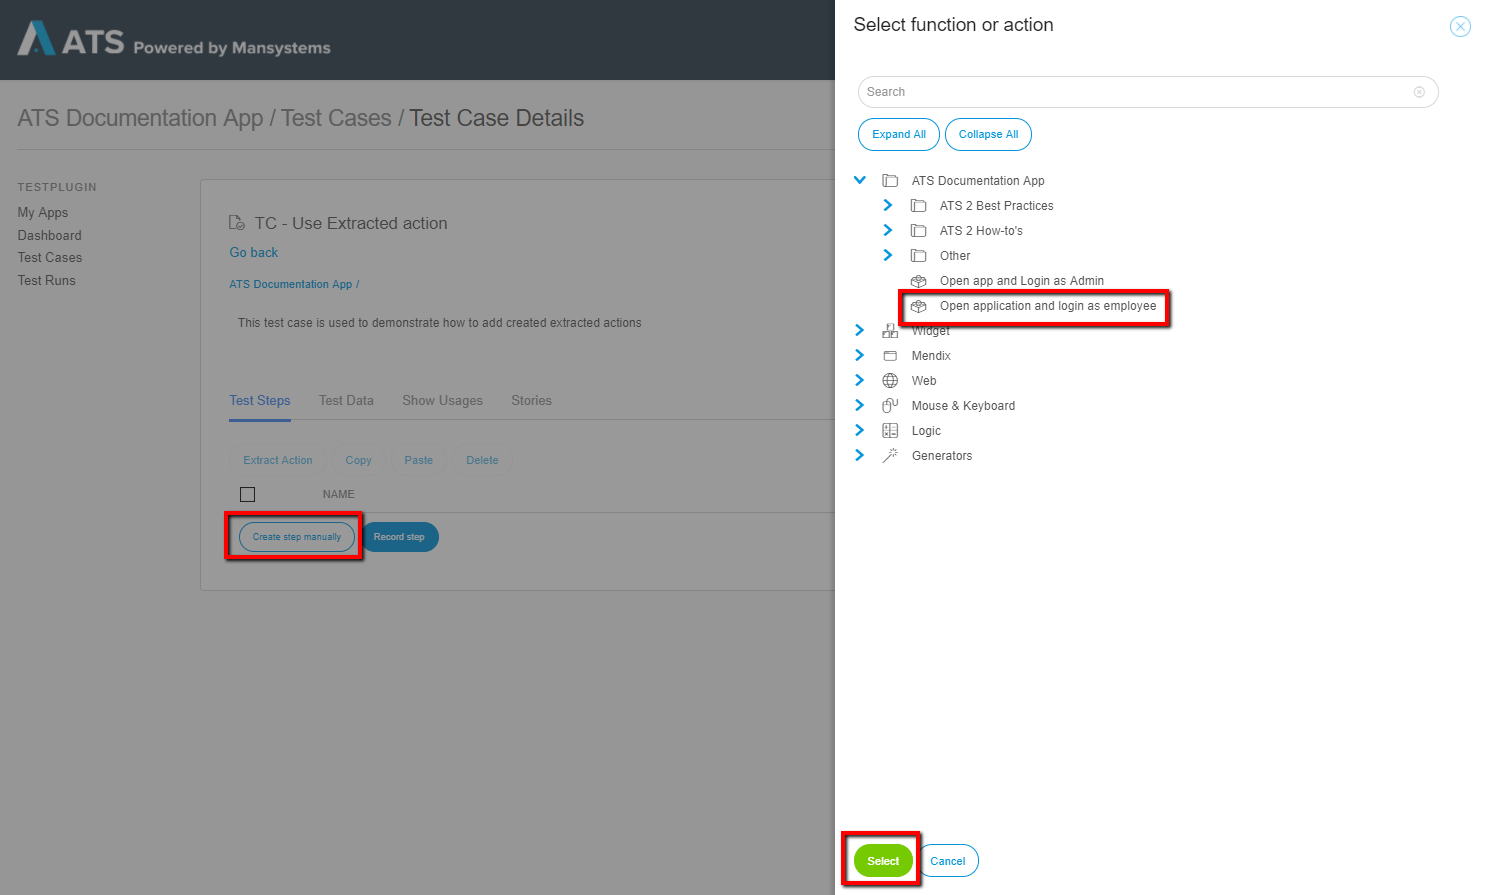 ATS Powered by Mansystems
ATS Documentation App / Test Cases / Test Case Details
TESTPLUGIN
My Apps
Dashboard
Test Cases
Test Runs
TC - Use Extracted action
Go back
ATS Documentation App /
This test case is used to demonstrate how to add created extracted actions
Test Steps Test Data Show Usages Stories
Extract Action Copy Paste Delete
NAME
Create step manually Record step
Select function or action
Search
Expand All Collapse All
ATS Documentation App
ATS 2 Best Practices
ATS 2 How-to's
Other
Open app and Login as Admin
Open application and login as employee
Widget
Mendix
Web
Mouse & Keyboard
Logic
Generators
Select Cancel